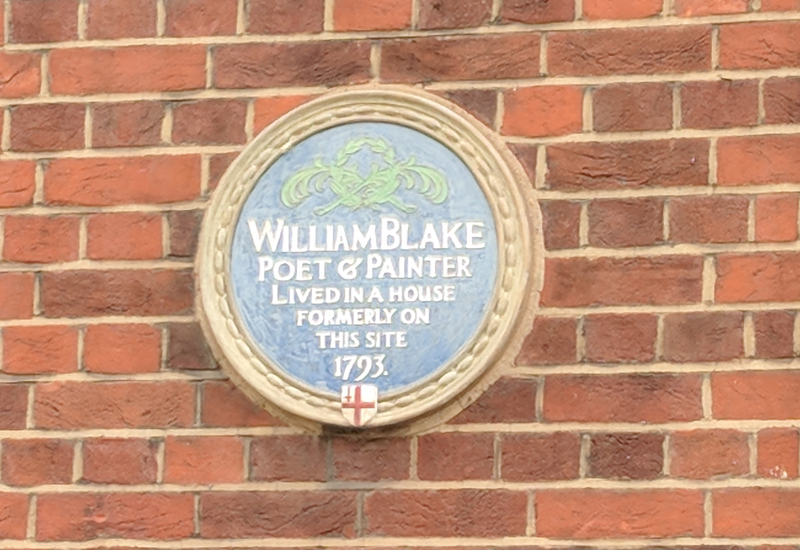 WILLIAM BLAKE
POET & PAINTER
LIVED IN A HOUSE
FORMERLY ON
THIS SITE
1793.